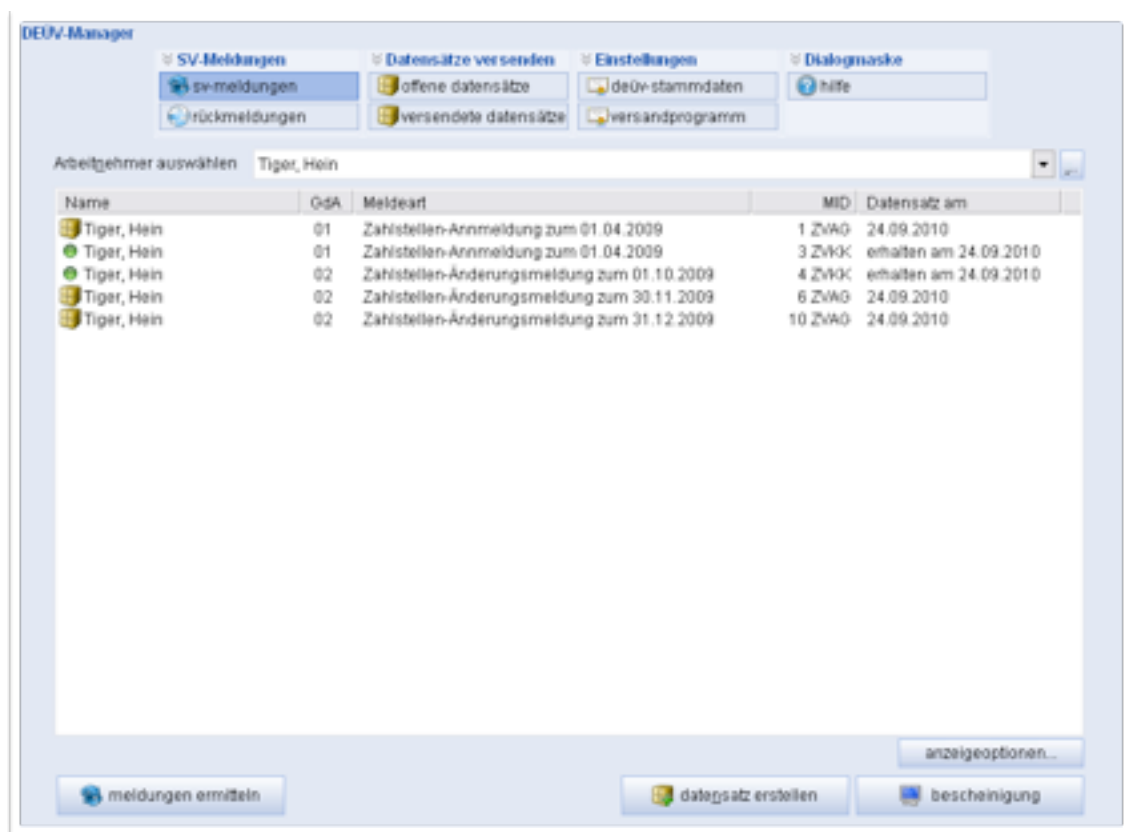 DEÜV-Manager
SV-Meldungen Datensätze versenden Einstellungen Dialogmaske
sv-meldungen offene datensätze deüv-stammdaten hilfe
rückmeldungen versendete datensätze versandprogramm
Arbeitnehmer auswählen Tiger, Hein ...
Name GdA Meldeart MID Datensatz am
Tiger, Hein 01 Zahlstellen-Annmeldung zum 01.04.2009 1 ZVAG 24.09.2010
Tiger, Hein 01 Zahlstellen-Annmeldung zum 01.04.2009 3 ZVKK erhalten am 24.09.2010
Tiger, Hein 02 Zahlstellen-Änderungsmeldung zum 01.10.2009 4 ZVKK erhalten am 24.09.2010
Tiger, Hein 02 Zahlstellen-Änderungsmeldung zum 30.11.2009 6 ZVAG 24.09.2010
Tiger, Hein 02 Zahlstellen-Änderungsmeldung zum 31.12.2009 10 ZVAG 24.09.2010
anzeigeoptionen...
meldungen ermitteln datensatz erstellen bescheinigung